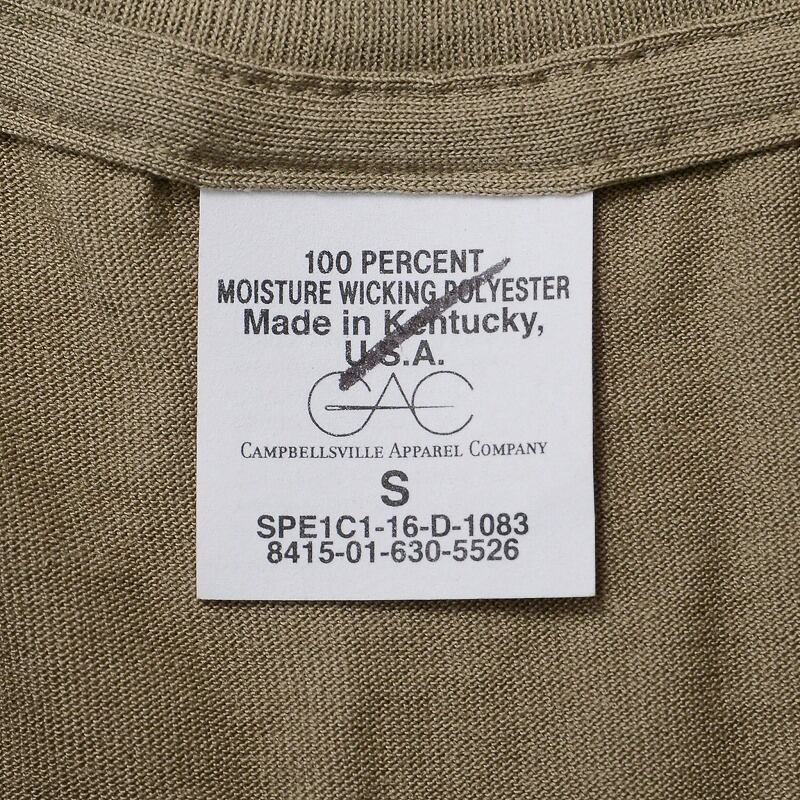 100 PERCENT
MOISTURE WICKING POLYESTER
Made in Kentucky,
U.S.A.
CAC
CAMPBELLSVILLE APPAREL COMPANY
S
SPE1C1-16-D-1083
8415-01-630-5526